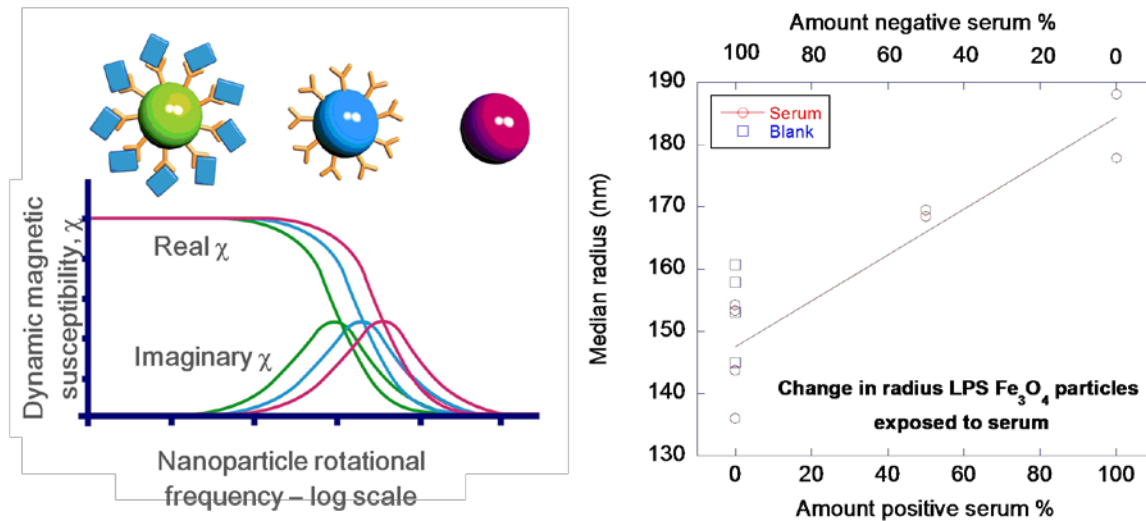 Dynamic magnetic
susceptibility, χ
Real χ
Imaginary χ
Nanoparticle rotational
frequency – log scale
Amount negative serum %
100 80 60 40 20 0
190
180
170
160
150
140
130
Median radius (nm)
Serum
Blank
Change in radius LPS Fe₃O₄ particles
exposed to serum
0 20 40 60 80 100
Amount positive serum %